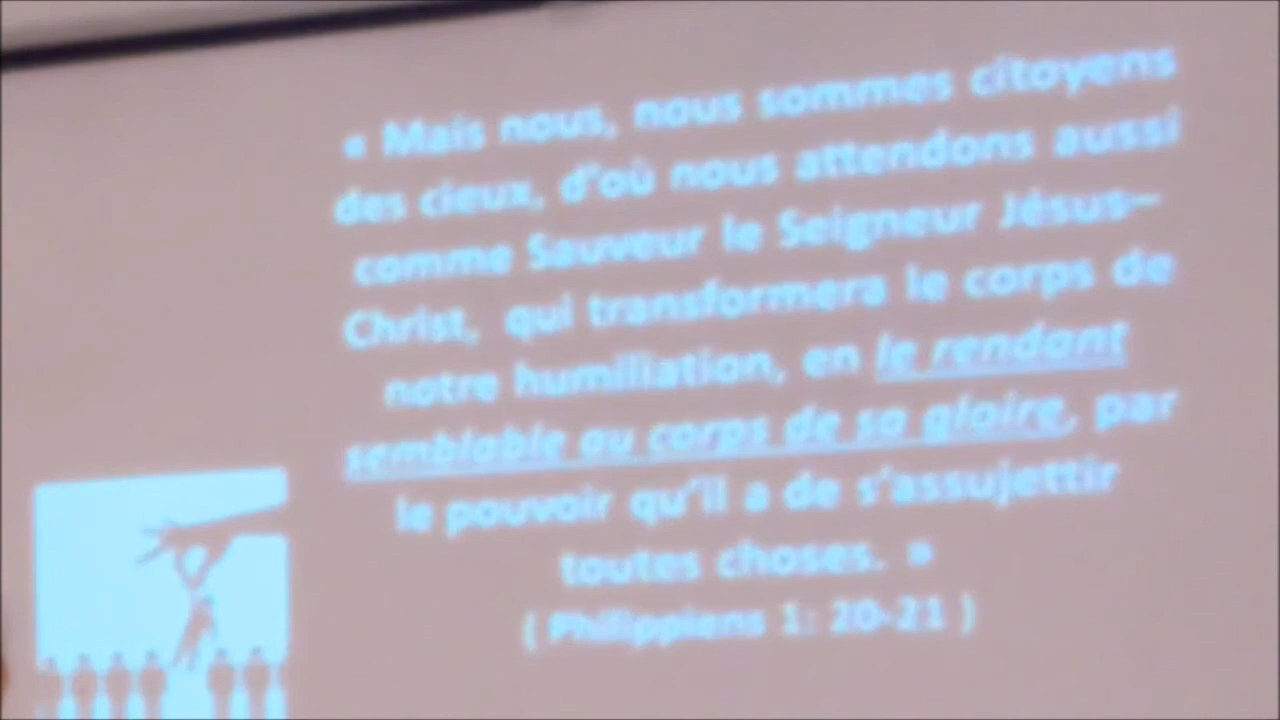 « Mais nous, nous sommes citoyens
des cieux, d'où nous attendons aussi
comme Sauveur le Seigneur Jésus–
Christ, qui transformera le corps de
notre humiliation, en le rendant
semblable au corps de sa gloire, par
le pouvoir qu'il a de s'assujettir
toutes choses. »
( Philippiens 1: 20-21 )